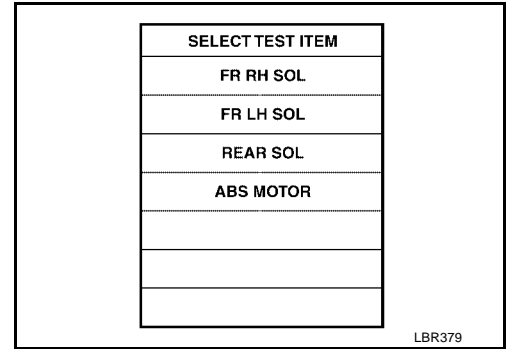 SELECT TEST ITEM
FR RH SOL
FR LH SOL
REAR SOL
ABS MOTOR
LBR379